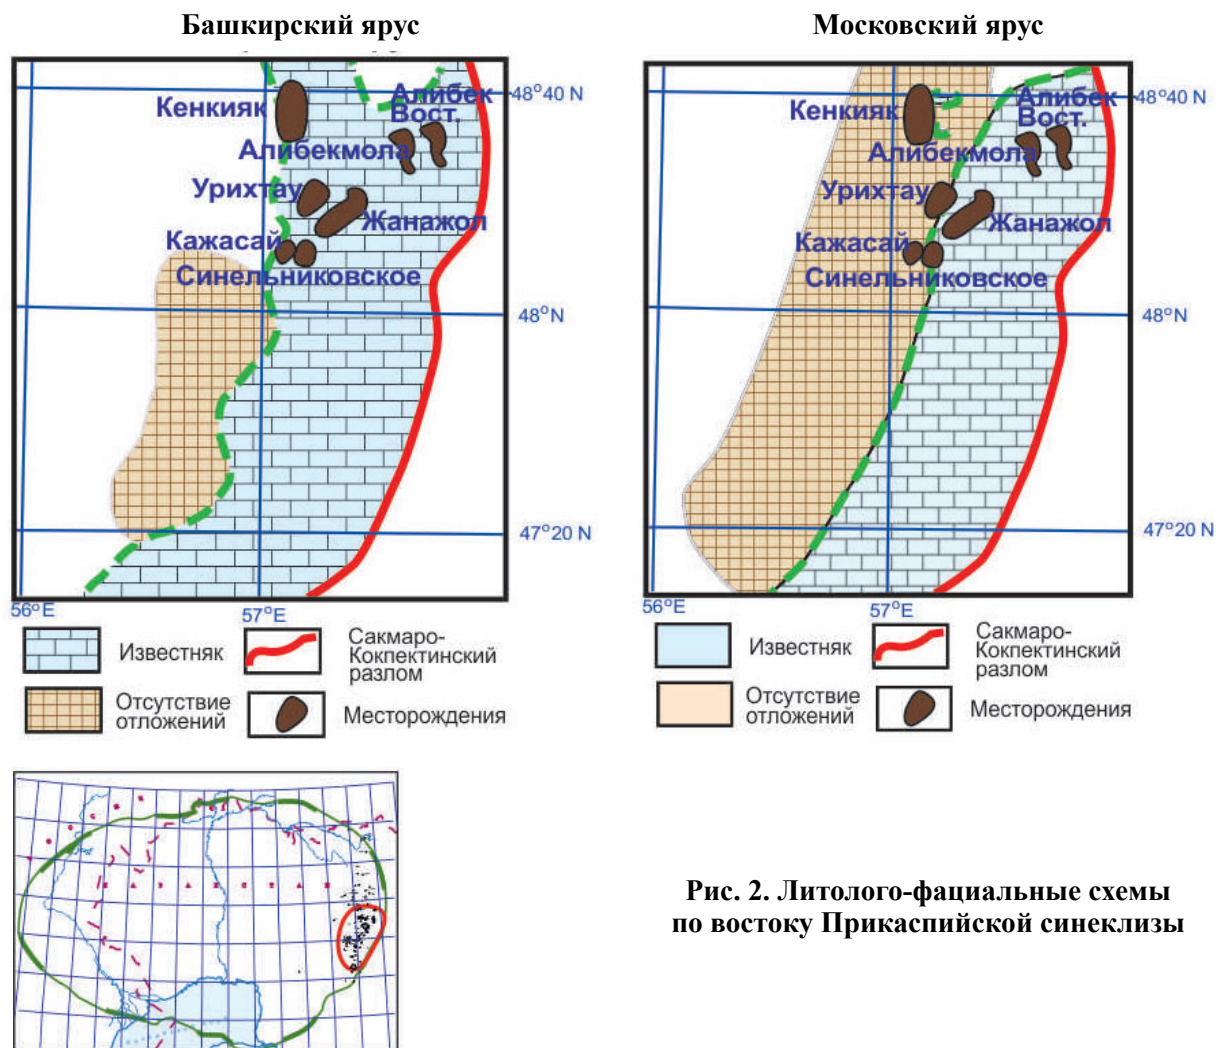 Башкирский ярус
Кенкияк
Алибек
Вост.
Алибекмола
Урихтау
Жанажол
Кажасай
Синельниковское
48°40 N
48°N
47°20 N
56°E
57°E
Известняк
Сакмаро-
Кокпектинский
разлом
Отсутствие
отложений
Месторождения
Московский ярус
Кенкияк
Алибек
Вост.
Алибекмола
Урихтау
Жанажол
Кажасай
Синельниковское
48°40 N
48°N
47°20 N
56°E
57°E
Известняк
Сакмаро-
Кокпектинский
разлом
Отсутствие
отложений
Месторождения
Рис. 2. Литолого-фациальные схемы
по востоку Прикаспийской синеклизы